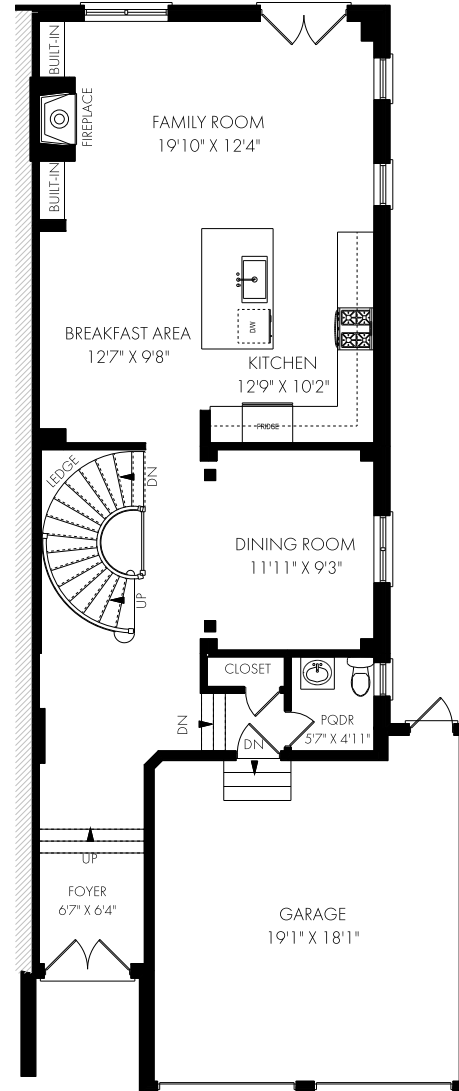 BUILT-IN
FIREPLACE
FAMILY ROOM
19'10" X 12'4"
BUILT-IN
BREAKFAST AREA
12'7" X 9'8"
DW
KITCHEN
12'9" X 10'2"
FRIDGE
LEDGE
DN
UP
DINING ROOM
11'11" X 9'3"
CLOSET
DN
DN
PQDR
5'7" X 4'11"
UP
FOYER
6'7" X 6'4"
GARAGE
19'1" X 18'1"